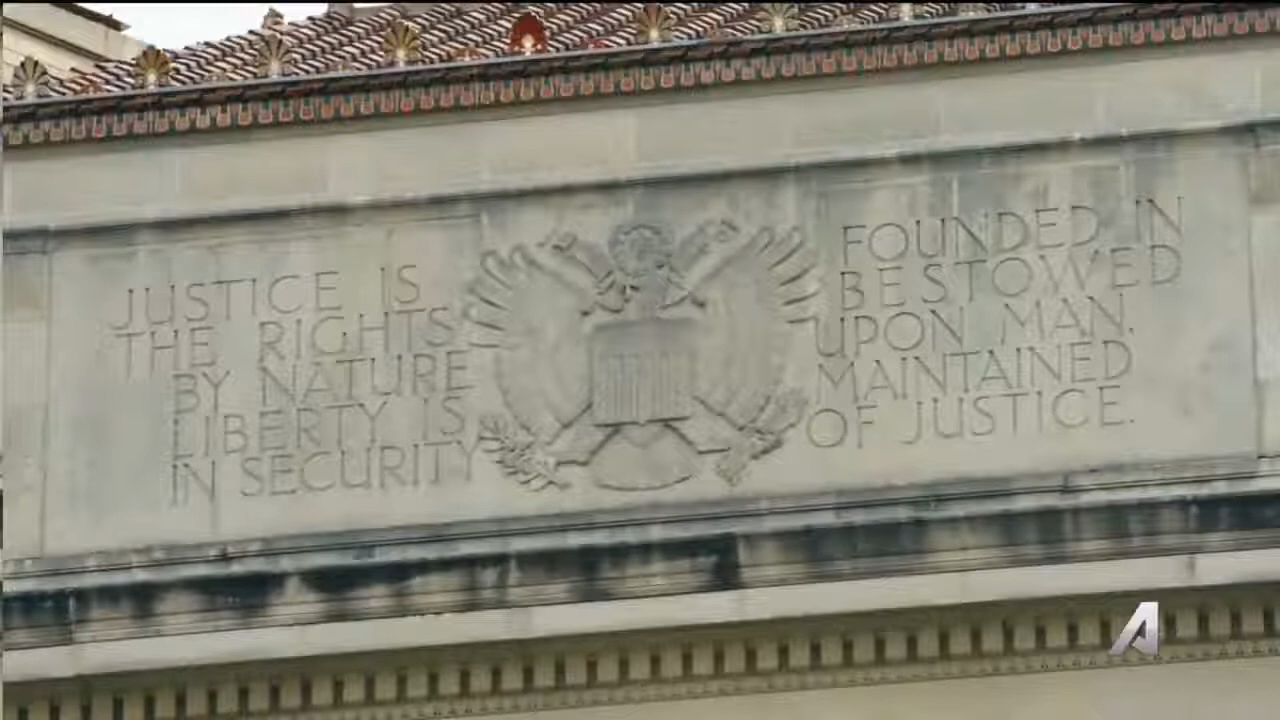 JUSTICE IS FOUNDED IN
THE RIGHTS BESTOWED
BY NATURE UPON MAN.
LIBERTY IS MAINTAINED
IN SECURITY OF JUSTICE.
A